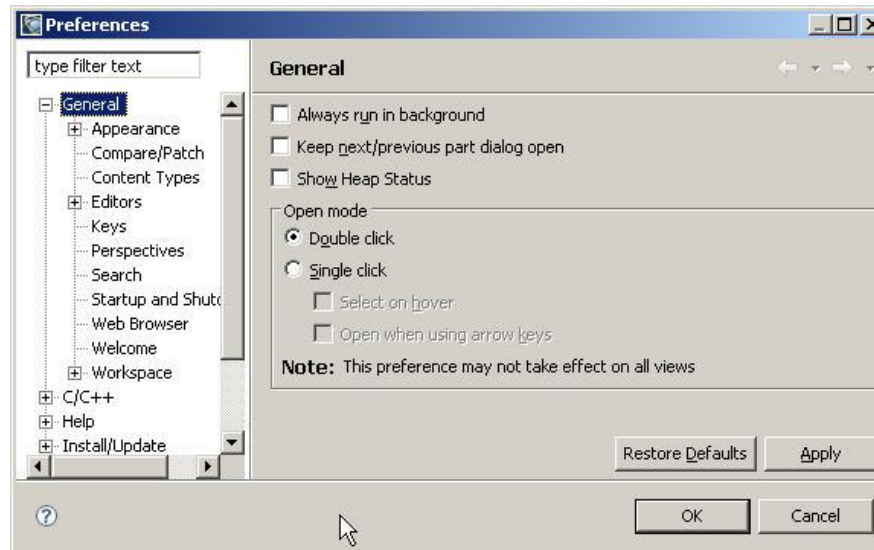 Preferences
type filter text
General
Appearance
Compare/Patch
Content Types
Editors
Keys
Perspectives
Search
Startup and Shut
Web Browser
Welcome
Workspace
C/C++
Help
Install/Update
General
Always run in background
Keep next/previous part dialog open
Show Heap Status
Open mode
Double click
Single click
Select on hover
Open when using arrow keys
Note: This preference may not take effect on all views
Restore Defaults
Apply
?
OK
Cancel